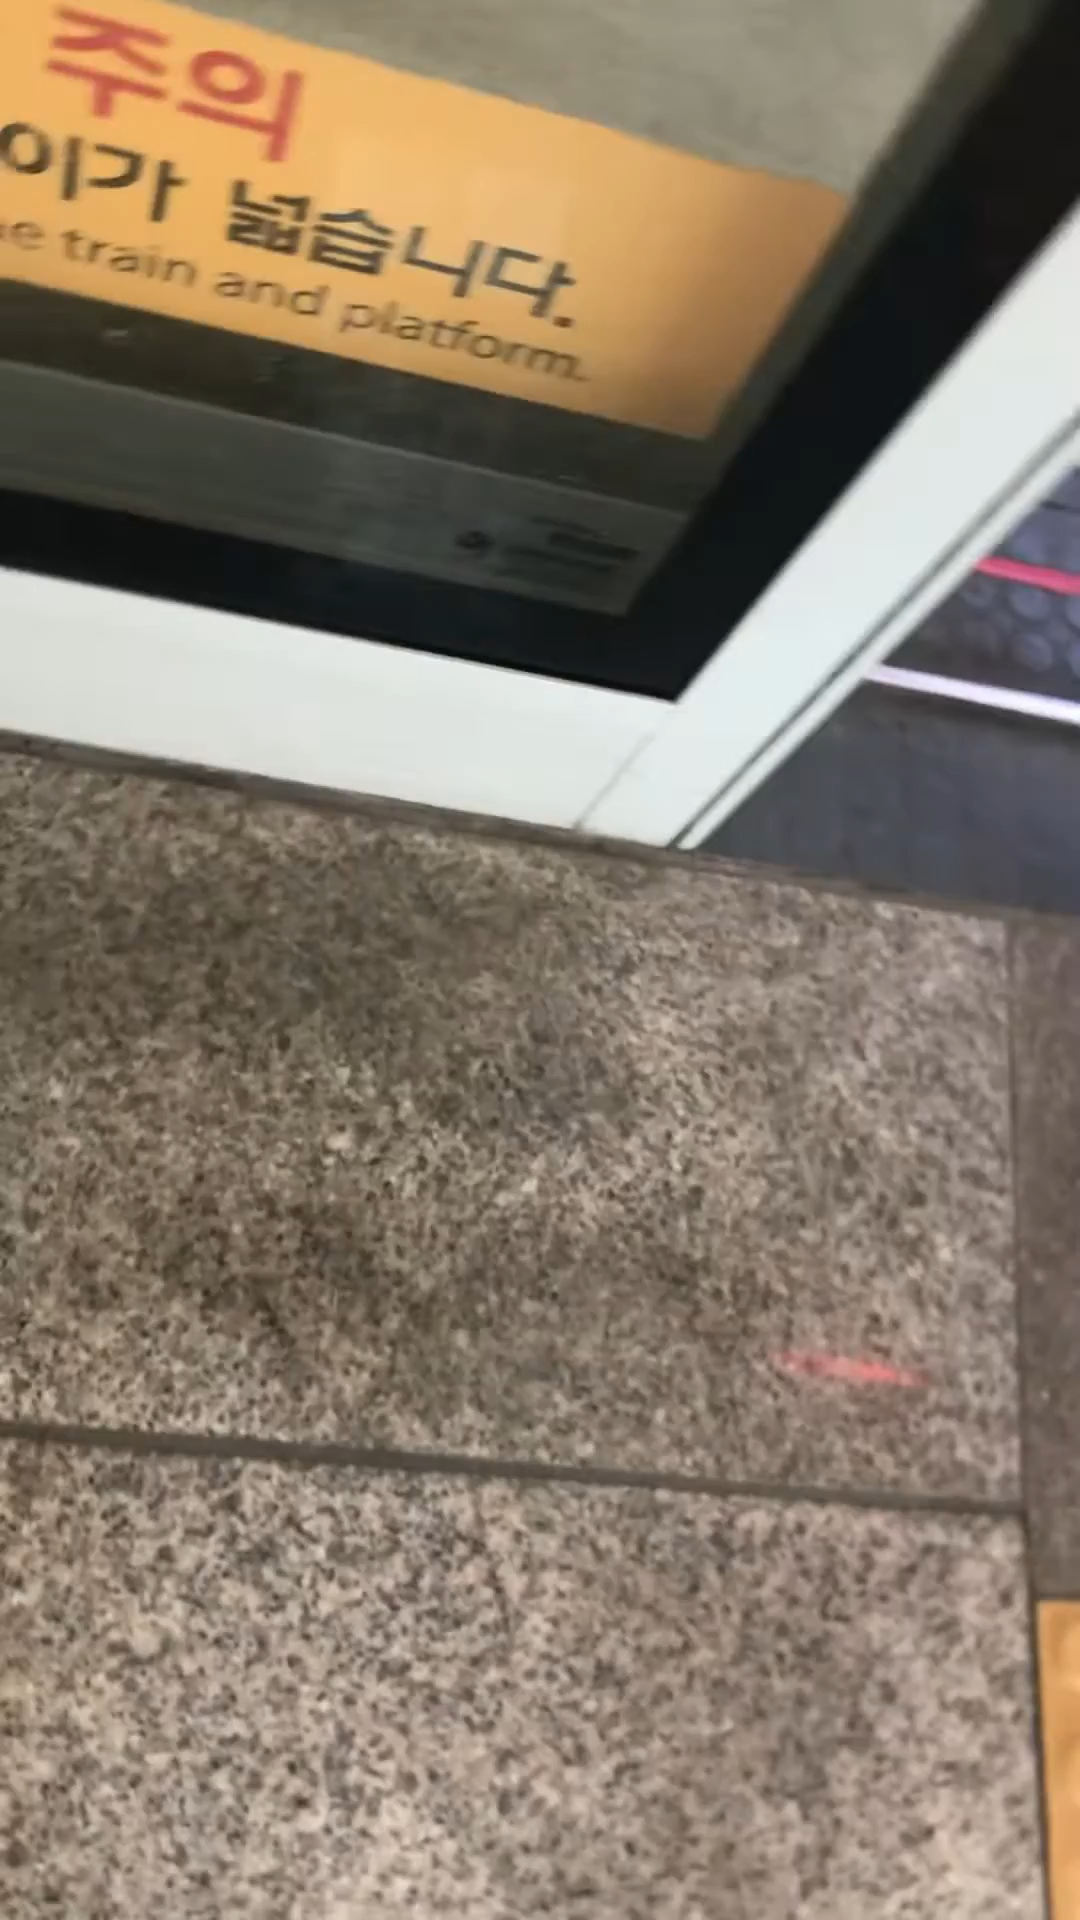 주의
이가 넓습니다.
train and platform.